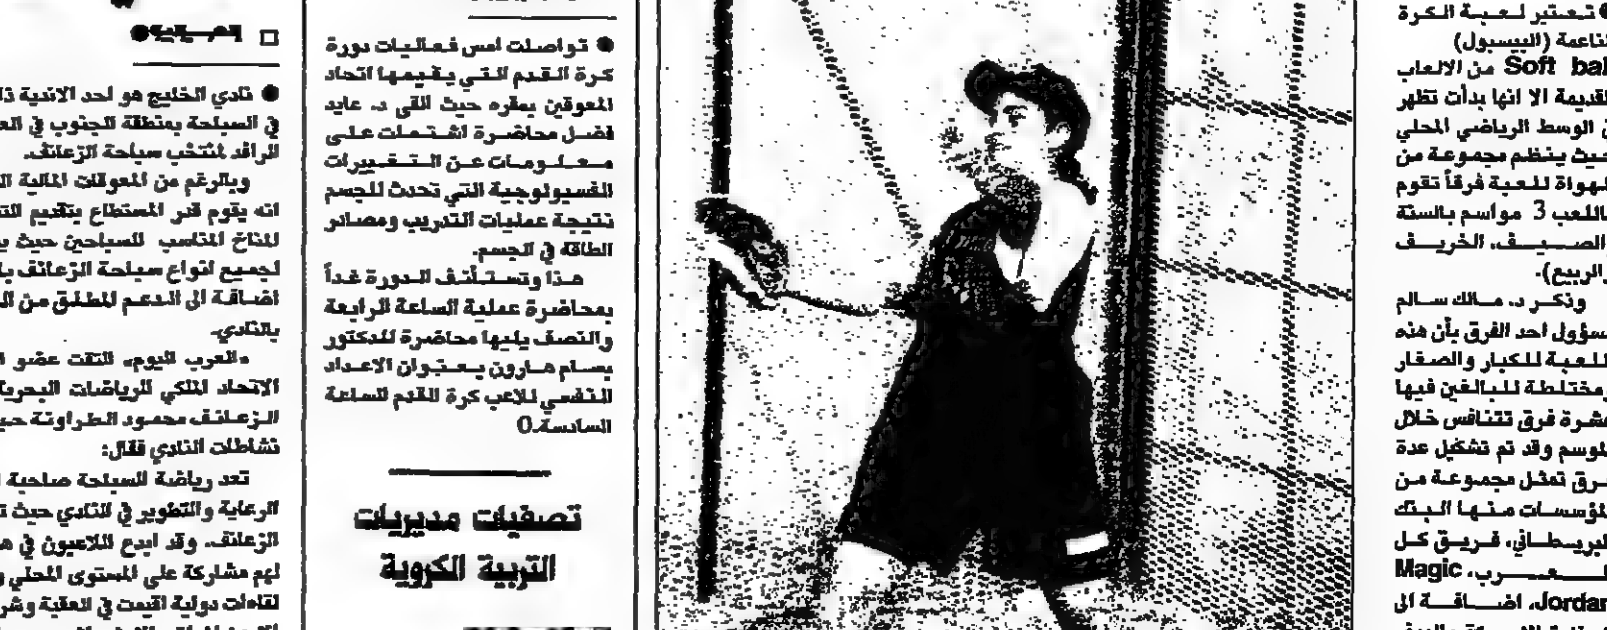 ● تعتبر لعبة الكرة
الناعمة (البيسبول)
Soft bal من الالعاب
القديمة الا انها بدأت تظهر
الوسط الرياضي المحلي
حيث ينظم مجموعة من
الهواة للعبة فرقاً تقوم
باللعب 3 مواسم بالسنة
الصيف، الخريف
والربيع).
وذكر د. مالك سالم
مسؤول احد الفرق بأن هذه
اللعبة للكبار والصغار
ومختلطة للبالغين فيها
عشرة فرق تتنافس خلال
الموسم وقد تم تشكيل عدة
فرق تمثل مجموعة من
المؤسسات منها البنك
البريطاني، فريق كل
العرب، Magic
Jordan، اضافة الى
● تواصلت امس فعاليات دورة
كرة القدم التي يقيمها اتحاد
المعوقين بمقره حيث القى د. عايد
فضل محاضرة اشتملت على
معلومات عن التغييرات
الفسيولوجية التي تحدث للجسم
نتيجة عمليات التدريب ومصادر
الطاقة في الجسم.
هذا وتستأنف الدورة غداً
بمحاضرة عملية الساعة الرابعة
والنصف يليها محاضرة للدكتور
بسام هارون بعنوان الاعداد
النفسي للاعب كرة القدم الساعة
السادسة.O
تصفيات مديريات
التربية الكروية
● نادي الخليج هو احد الاندية
في السباحة بمنطقة الجنوب في
الرافد لمنتخب سباحة الزعانف.
وبالرغم من المعوقات المالية
انه يقوم قدر المستطاع بتقديم
المناخ المناسب للسباحين حيث
لجميع انواع سباحة الزعانف
اضافة الى الدعم المطلق من
بالنادي.
«العرب اليوم» التقت عضو
الاتحاد الملكي للرياضات البحرية
الزعانف محمود الطراونة
نشاطات النادي فقال:
تعد رياضة السباحة
الرعاية والتطوير في النادي حيث
الزعانف. وقد ابدع اللاعبون في
لهم مشاركة على المستوى المحلي
لقاءات دولية اقيمت في العقبة